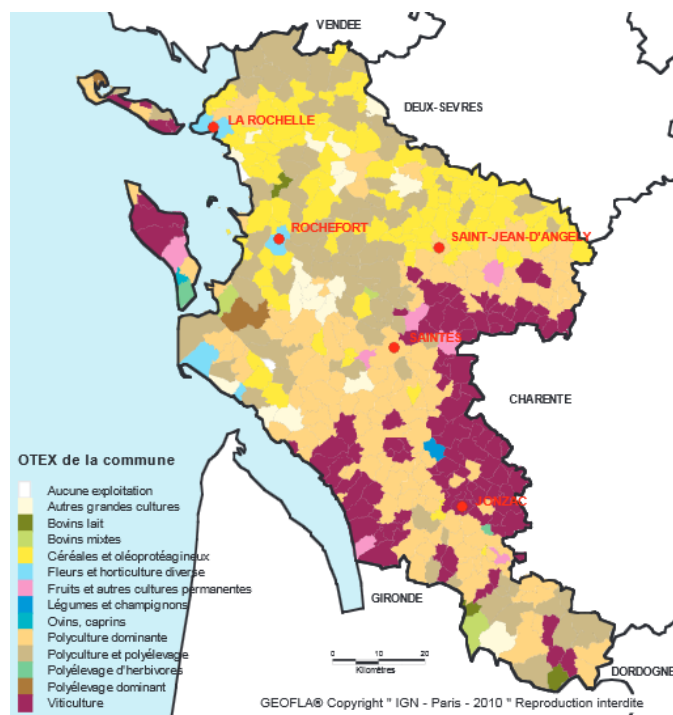 VENDEE
DEUX-SEVRES
LA ROCHELLE
ROCHEFORT
SAINT-JEAN-D'ANGELY
SAINTES
CHARENTE
JONZAC
GIRONDE
DORDOGNE
OTEX de la commune
Aucune exploitation
Autres grandes cultures
Bovins lait
Bovins mixtes
Céréales et oléoprotéagineux
Fleurs et horticulture diverse
Fruits et autres cultures permanentes
Légumes et champignons
Ovins, caprins
Polyculture dominante
Polyculture et polyélevage
Polyélevage d'herbivores
Polyélevage dominant
Viticulture
0 10 20
Kilomètres
GEOFLA® Copyright " IGN - Paris - 2010 " Reproduction interdite